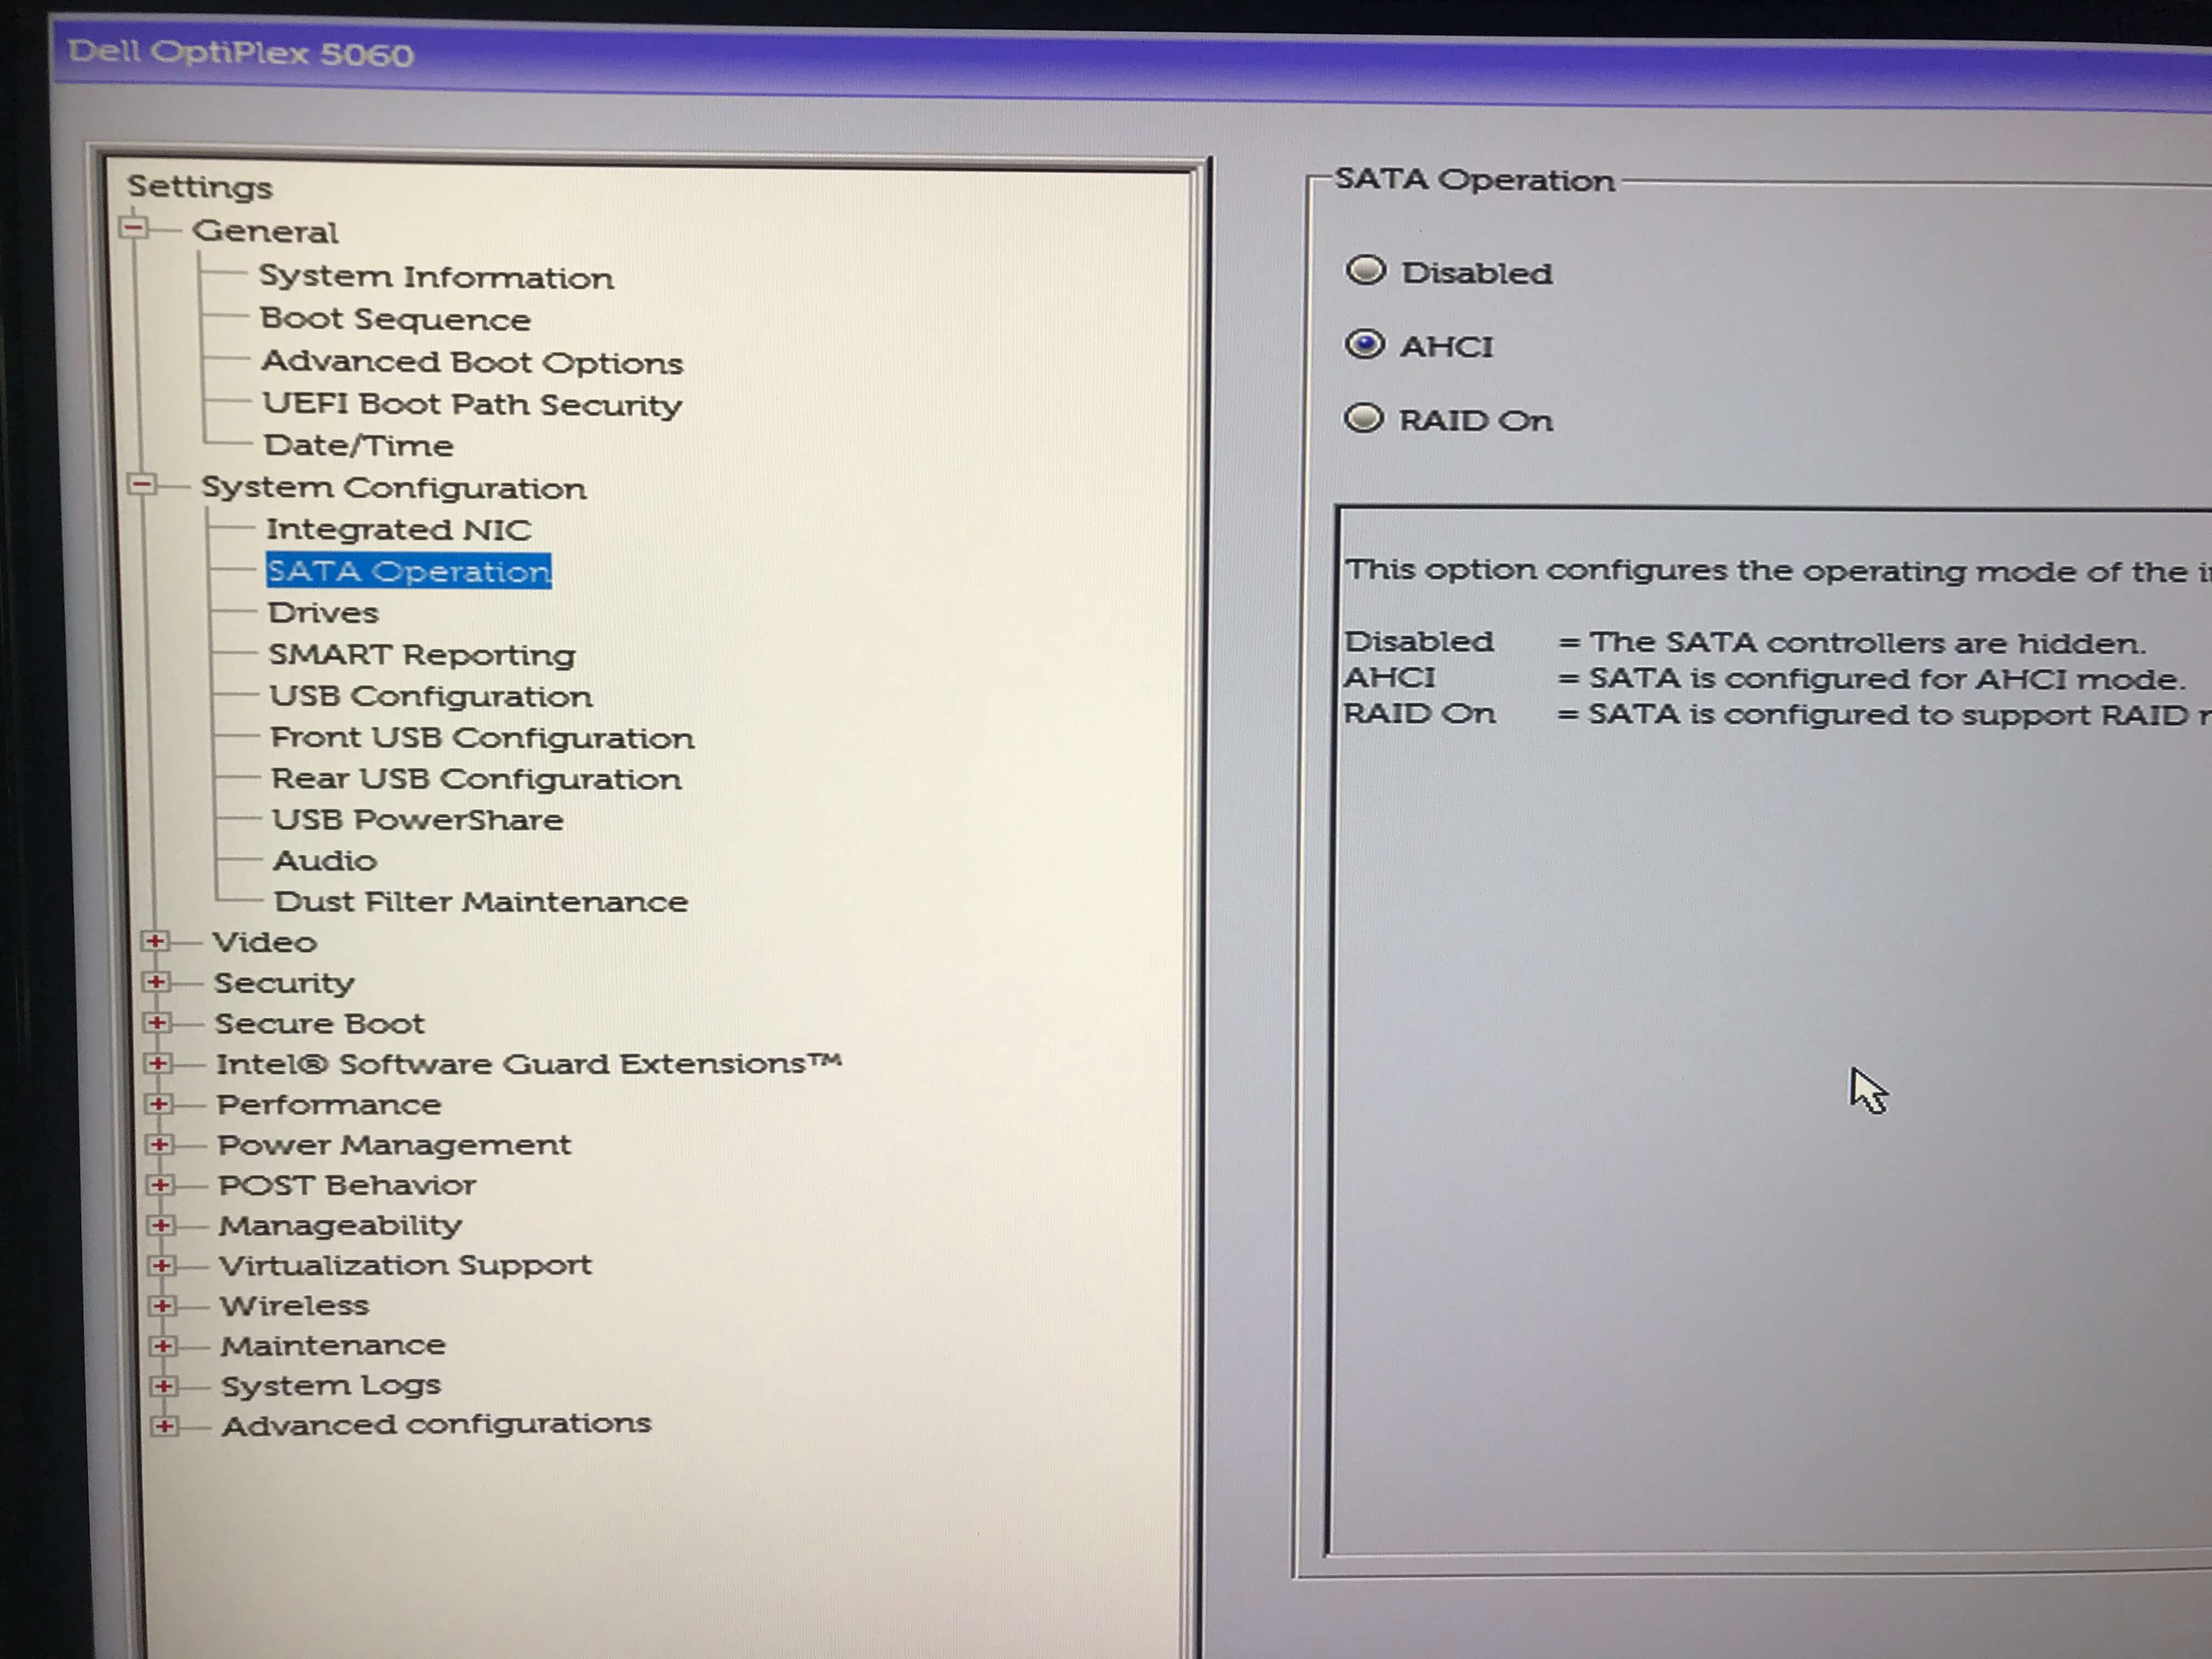 Dell OptiPlex 5060
Settings
General
System Information
Boot Sequence
Advanced Boot Options
UEFI Boot Path Security
Date/Time
System Configuration
Integrated NIC
SATA Operation
Drives
SMART Reporting
USB Configuration
Front USB Configuration
Rear USB Configuration
USB PowerShare
Audio
Dust Filter Maintenance
Video
Security
Secure Boot
Intel® Software Guard Extensions™
Performance
Power Management
POST Behavior
Manageability
Virtualization Support
Wireless
Maintenance
System Logs
Advanced configurations
SATA Operation
Disabled
AHCI
RAID On
This option configures the operating mode of the
Disabled = The SATA controllers are hidden.
AHCI = SATA is configured for AHCI mode.
RAID On = SATA is configured to support RAID